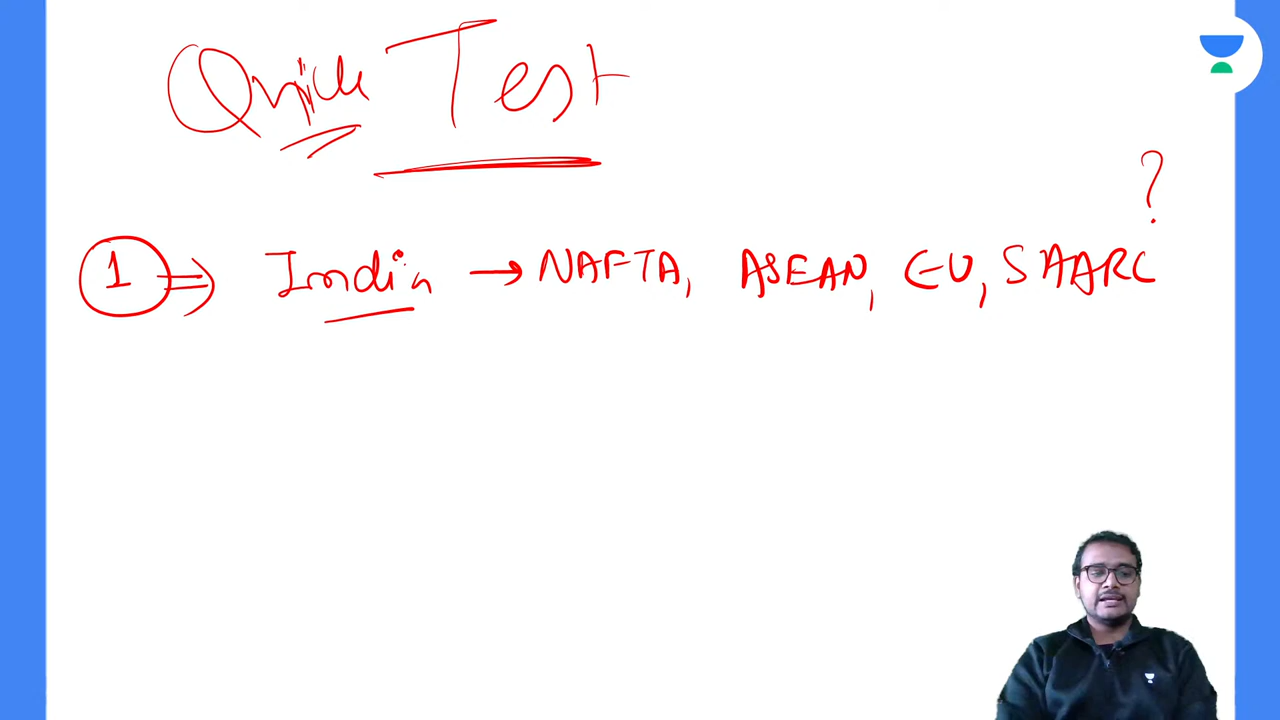 Quick Test
?
1 ⇒ India → NAFTA, ASEAN, EU, SAARC